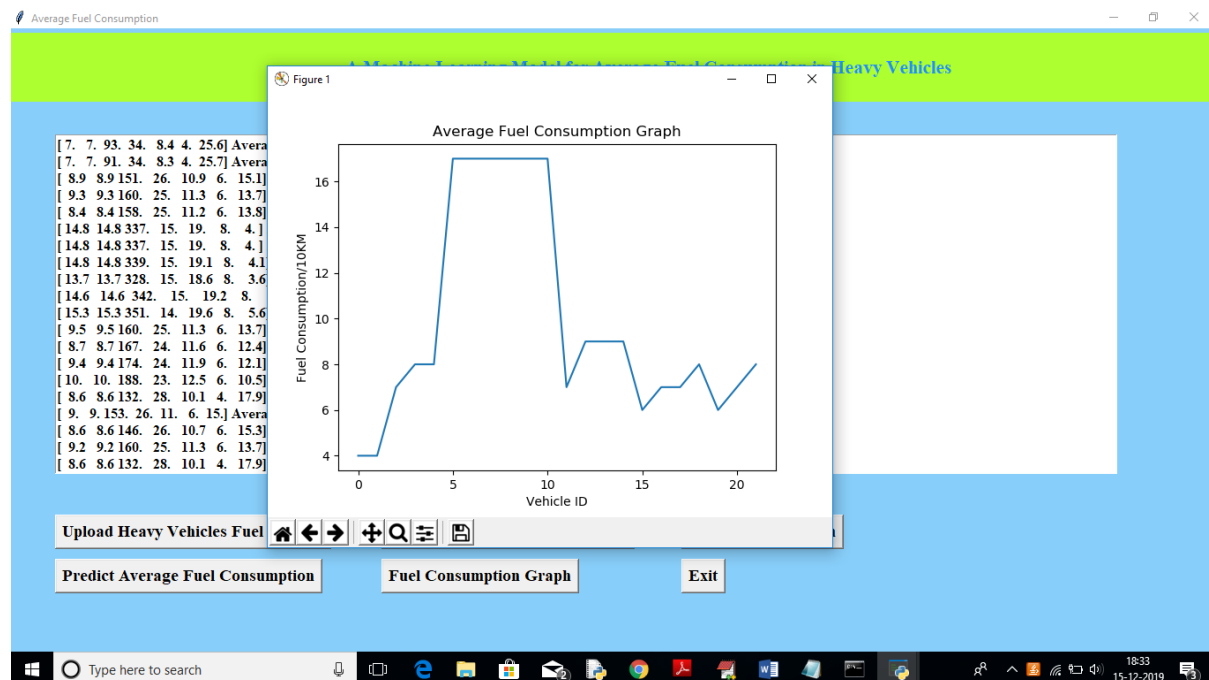 Average Fuel Consumption
Heavy Vehicles
Figure 1
Average Fuel Consumption Graph
16
14
12
10
8
6
4
Fuel Consumption/10KM
0 5 10 15 20
Vehicle ID
[ 7. 7. 93. 34. 8.4 4. 25.6] Avera
[ 7. 7. 91. 34. 8.3 4. 25.7] Avera
[ 8.9 8.9 151. 26. 10.9 6. 15.1]
[ 9.3 9.3 160. 25. 11.3 6. 13.7]
[ 8.4 8.4 158. 25. 11.2 6. 13.8]
[ 14.8 14.8 337. 15. 19. 8. 4. ]
[ 14.8 14.8 337. 15. 19. 8. 4. ]
[ 14.8 14.8 339. 15. 19.1 8. 4.1
[ 13.7 13.7 328. 15. 18.6 8. 3.6
[ 14.6 14.6 342. 15. 19.2 8.
[ 15.3 15.3 351. 14. 19.6 8. 5.6
[ 9.5 9.5 160. 25. 11.3 6. 13.7]
[ 8.7 8.7 167. 24. 11.6 6. 12.4]
[ 9.4 9.4 174. 24. 11.9 6. 12.1]
[ 10. 10. 188. 23. 12.5 6. 10.5]
[ 8.6 8.6 132. 28. 10.1 4. 17.9]
[ 9. 9. 153. 26. 11. 6. 15.] Avera
[ 8.6 8.6 146. 26. 10.7 6. 15.3]
[ 9.2 9.2 160. 25. 11.3 6. 13.7]
[ 8.6 8.6 132. 28. 10.1 4. 17.9]
Upload Heavy Vehicles Fuel
Predict Average Fuel Consumption
Fuel Consumption Graph
Exit
Type here to search
18:33
15-12-2019